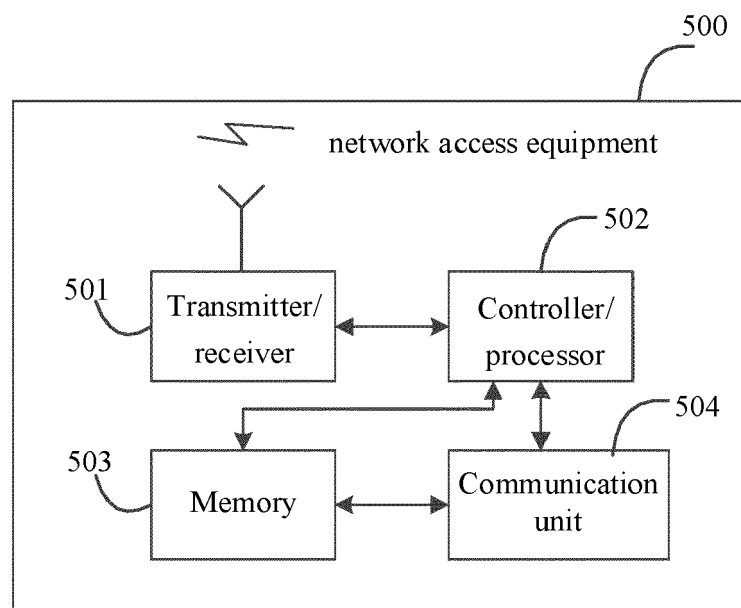 500
network access equipment
502
501
Transmitter/
receiver
Controller/
processor
504
503
Memory
Communication
unit